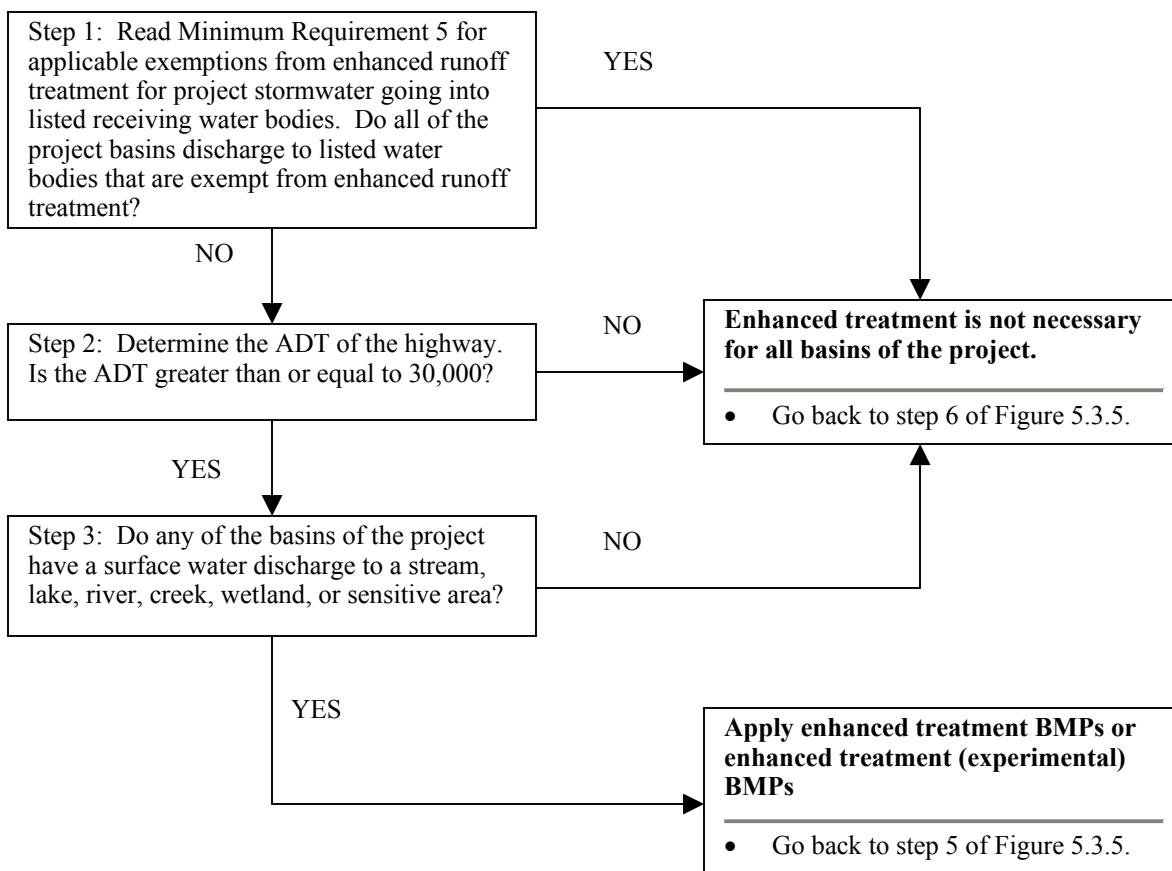 Step 1: Read Minimum Requirement 5 for
applicable exemptions from enhanced runoff
treatment for project stormwater going into
listed receiving water bodies. Do all of the
project basins discharge to listed water
bodies that are exempt from enhanced runoff
treatment?
YES
NO
Step 2: Determine the ADT of the highway.
Is the ADT greater than or equal to 30,000?
NO
Enhanced treatment is not necessary
for all basins of the project.
• Go back to step 6 of Figure 5.3.5.
YES
Step 3: Do any of the basins of the project
have a surface water discharge to a stream,
lake, river, creek, wetland, or sensitive area?
NO
YES
Apply enhanced treatment BMPs or
enhanced treatment (experimental)
BMPs
• Go back to step 5 of Figure 5.3.5.